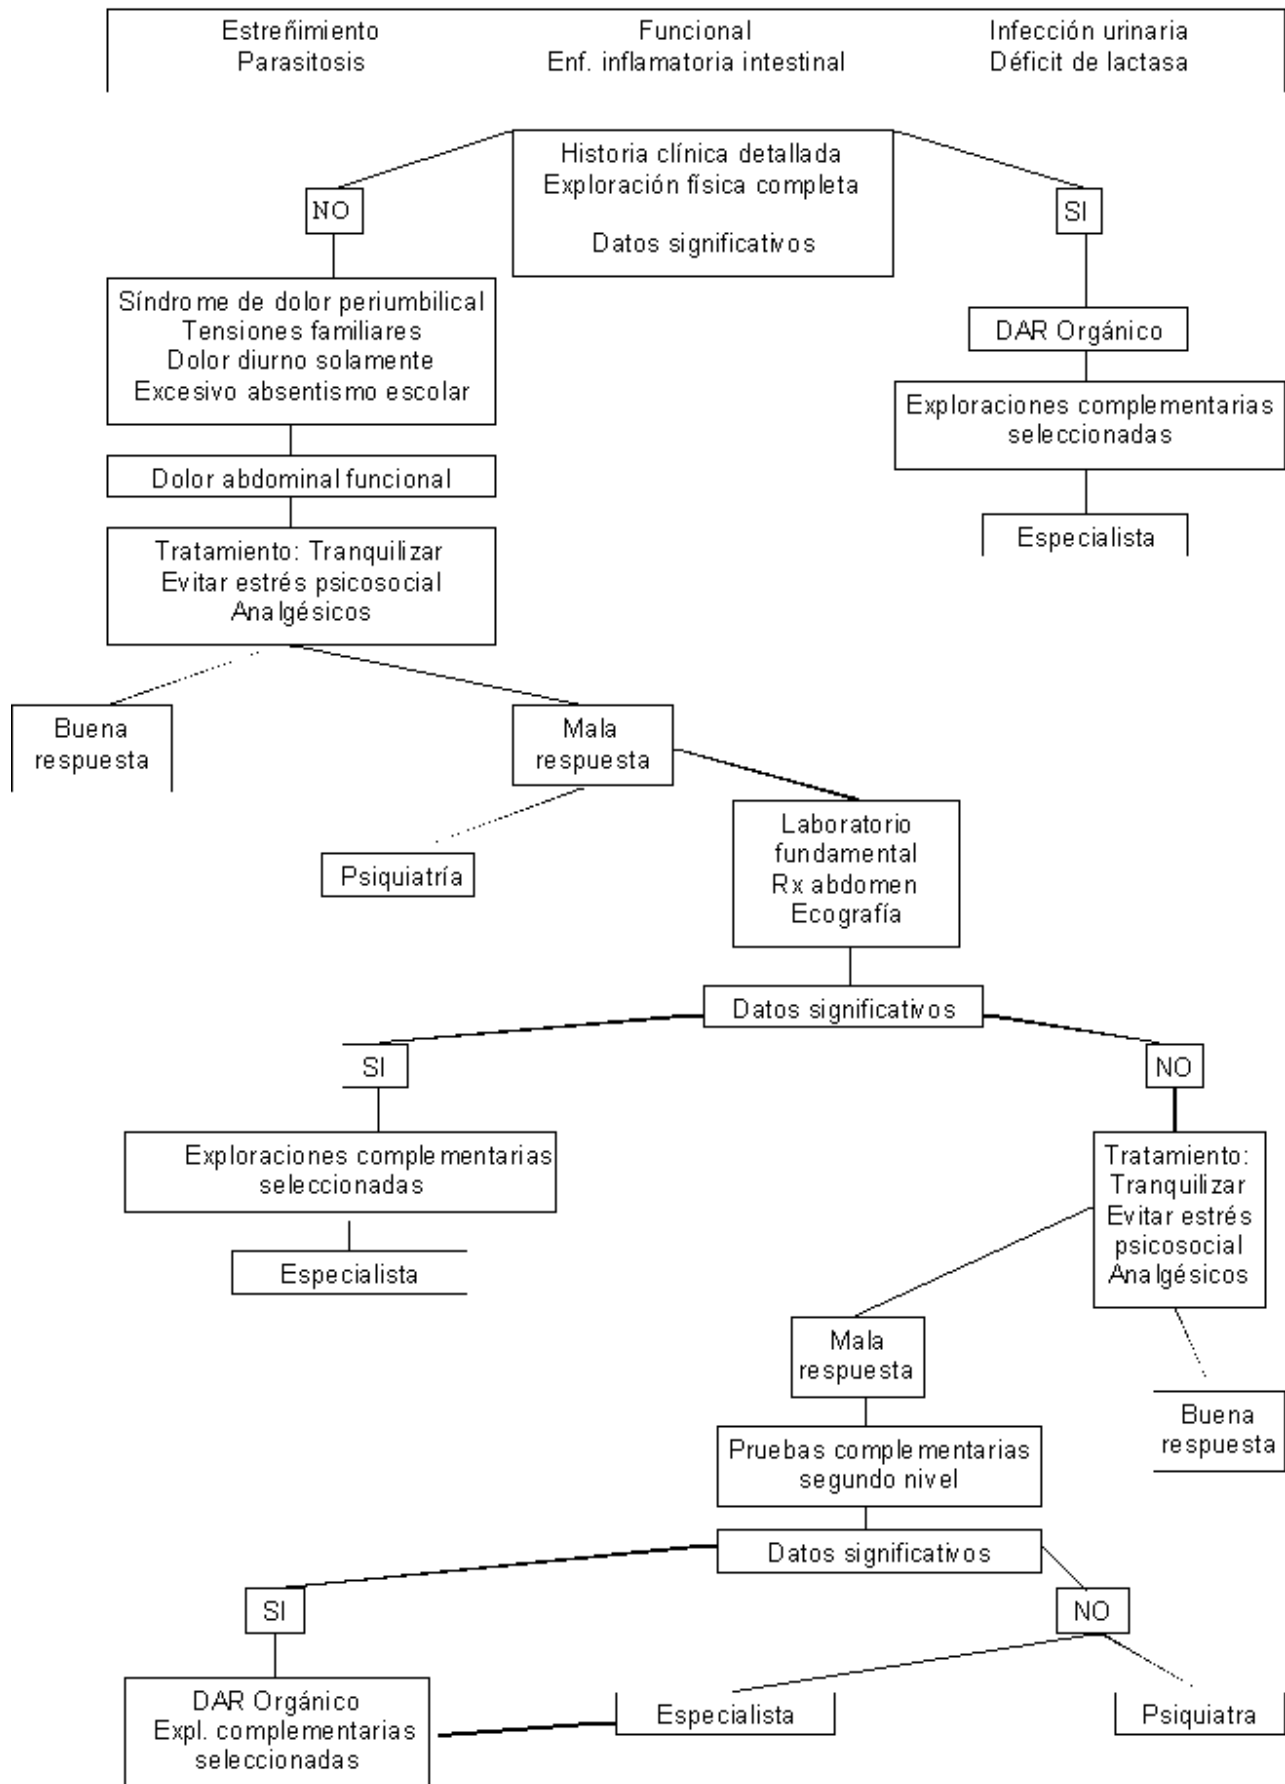 Estreñimiento
Parasitosis
Funcional
Enf. inflamatoria intestinal
Infección urinaria
Déficit de lactasa
Historia clínica detallada
Exploración física completa
Datos significativos
NO
SI
Síndrome de dolor periumbilical
Tensiones familiares
Dolor diurno solamente
Excesivo absentismo escolar
DAR Orgánico
Exploraciones complementarias
seleccionadas
Dolor abdominal funcional
Especialista
Tratamiento: Tranquilizar
Evitar estrés psicosocial
Analgésicos
Buena
respuesta
Mala
respuesta
Psiquiatría
Laboratorio
fundamental
Rx abdomen
Ecografía
Datos significativos
SI
NO
Exploraciones complementarias
seleccionadas
Especialista
Tratamiento:
Tranquilizar
Evitar estrés
psicosocial
Analgésicos
Mala
respuesta
Buena
respuesta
Pruebas complementarias
segundo nivel
Datos significativos
SI
NO
DAR Orgánico
Expl. complementarias
seleccionadas
Especialista
Psiquiatra